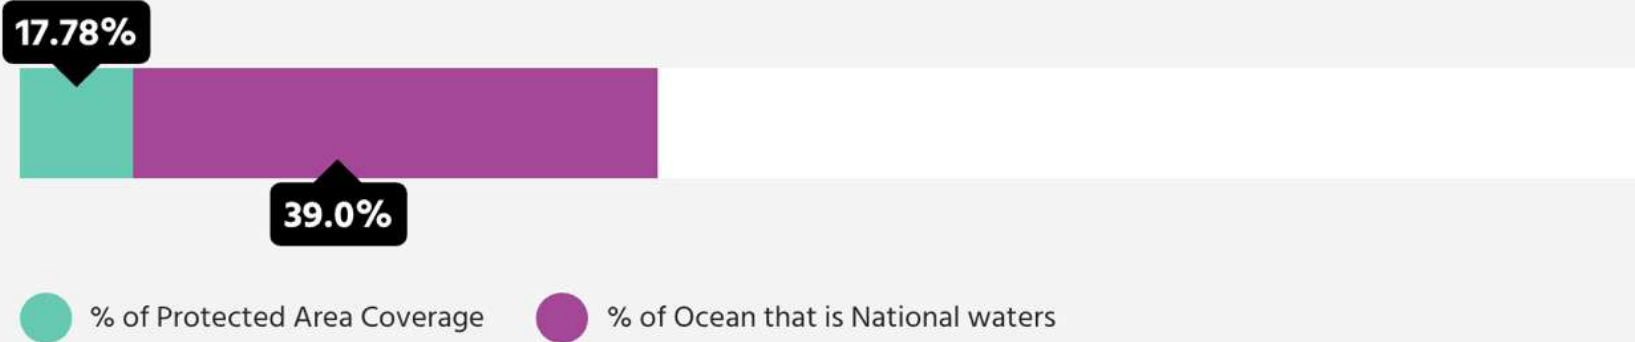 17.78%
39.0%
% of Protected Area Coverage
% of Ocean that is National waters